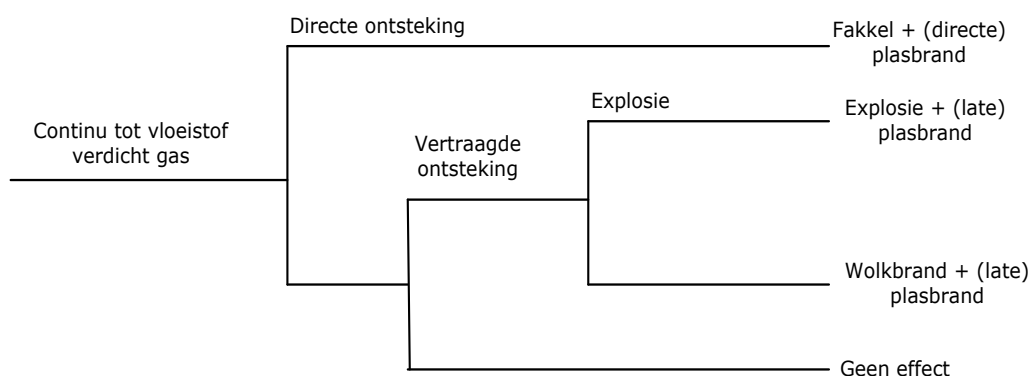 Directe ontsteking
Fakkel + (directe)
plasbrand
Explosie
Explosie + (late)
plasbrand
Continu tot vloeistof
verdicht gas
Vertraagde
ontsteking
Wolkbrand + (late)
plasbrand
Geen effect